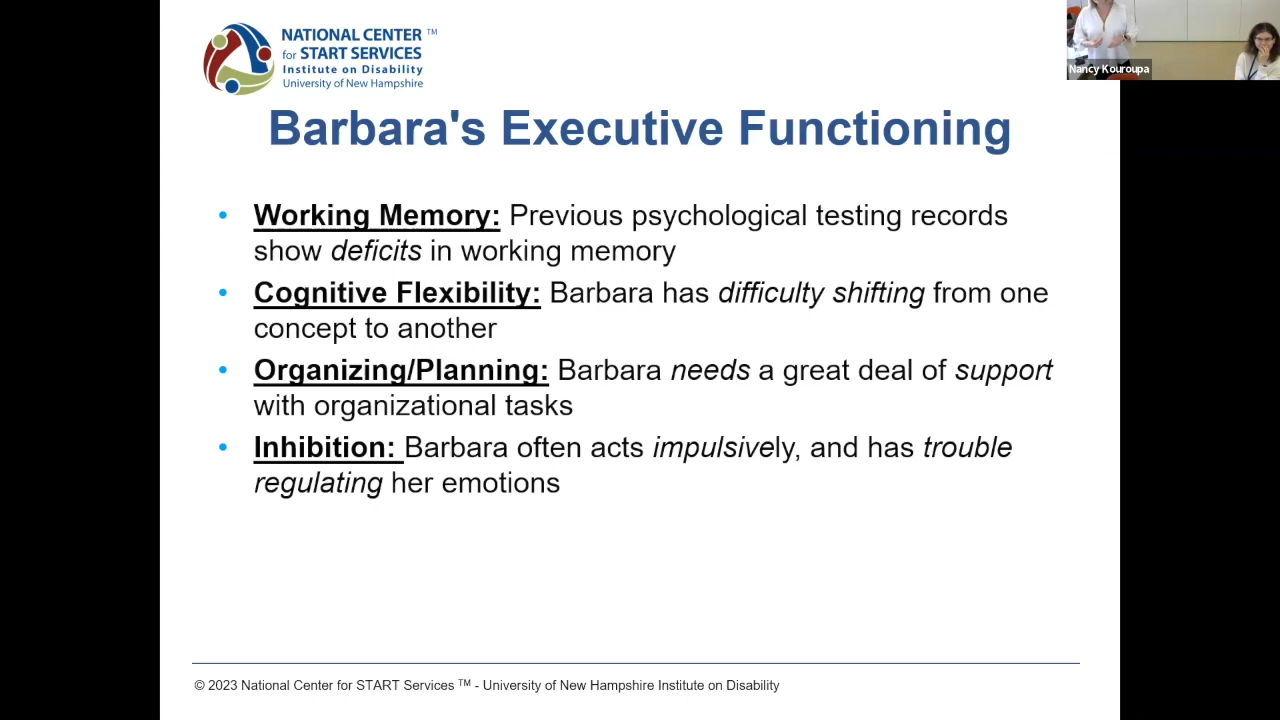 NATIONAL CENTER ™
for START SERVICES
Institute on Disability
University of New Hampshire
Nancy Kouroupa
Barbara's Executive Functioning
• Working Memory: Previous psychological testing records
show deficits in working memory
• Cognitive Flexibility: Barbara has difficulty shifting from one
concept to another
• Organizing/Planning: Barbara needs a great deal of support
with organizational tasks
• Inhibition: Barbara often acts impulsively, and has trouble
regulating her emotions
© 2023 National Center for START Services ™ - University of New Hampshire Institute on Disability